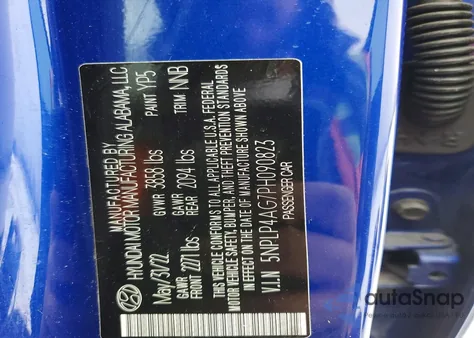 MANUFACTURED BY
HYUNDAI MOTOR MANUFACTURING ALABAMA, LLC
May/31/22 GVWR 3858 lbs PAINT YP5
GAWR FRONT lbs GAWR REAR 2094 lbs TRIM NNB
THIS VEHICLE CONFORMS TO ALL APPLICABLE U.S.A. FEDERAL
MOTOR VEHICLE SAFETY, BUMPER, AND THEFT PREVENTION STANDARDS
IN EFFECT ON THE DATE OF MANUFACTURE SHOWN ABOVE.
V.I.N 5NPLP4AG7PH090823
PASSENGER CAR
autoSnap